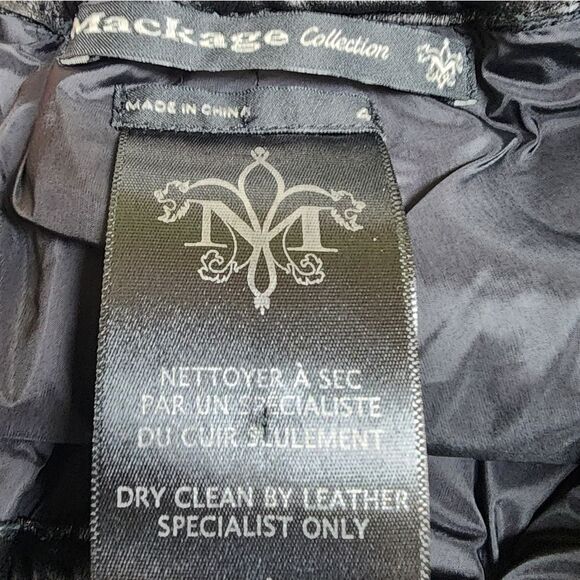 Mackage Collection
MADE IN CHINA 4
M
NETTOYER À SEC
PAR UN SPÉCIALISTE
DU CUIR SEULEMENT
DRY CLEAN BY LEATHER
SPECIALIST ONLY